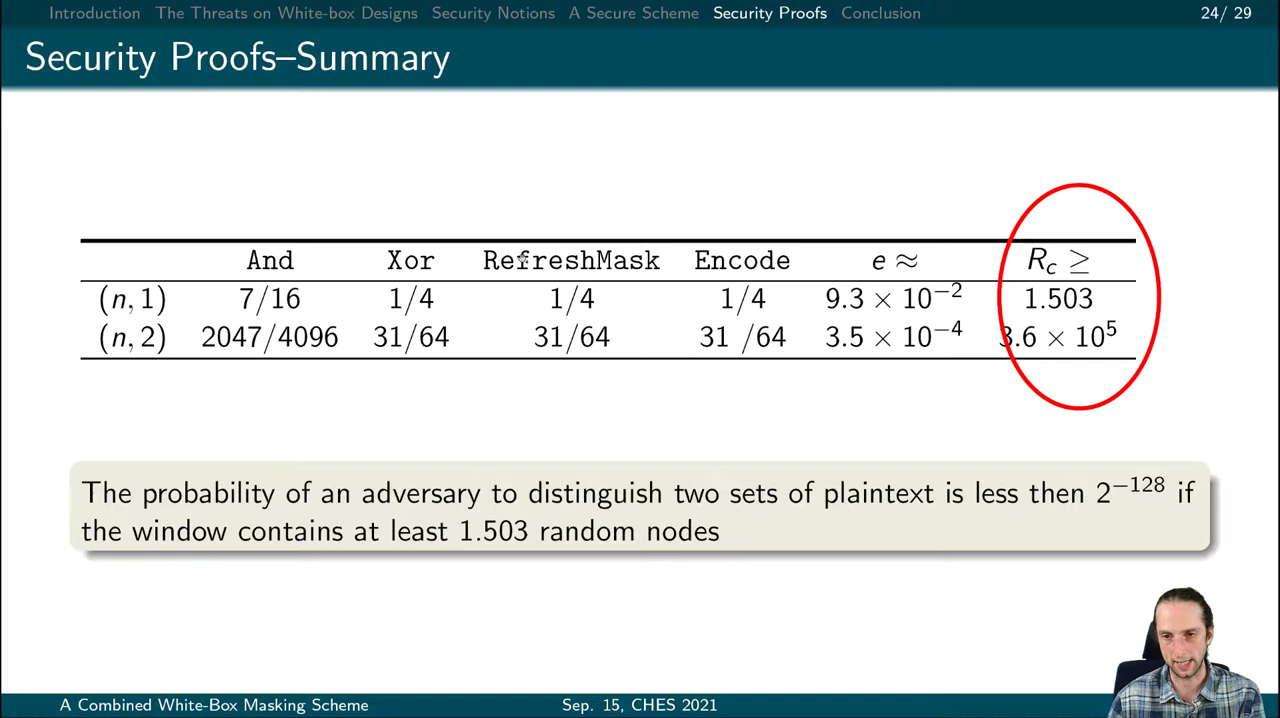 Introduction The Threats on White-box Designs Security Notions A Secure Scheme Security Proofs Conclusion 24/ 29
Security Proofs–Summary
And Xor RefreshMask Encode e ≈ R_c ≥
(n, 1) 7/16 1/4 1/4 1/4 9.3 × 10⁻² 1.503
(n, 2) 2047/4096 31/64 31/64 31 /64 3.5 × 10⁻⁴ 3.6 × 10⁵
The probability of an adversary to distinguish two sets of plaintext is less then 2⁻¹²⁸ if
the window contains at least 1.503 random nodes
A Combined White-Box Masking Scheme Sep. 15, CHES 2021